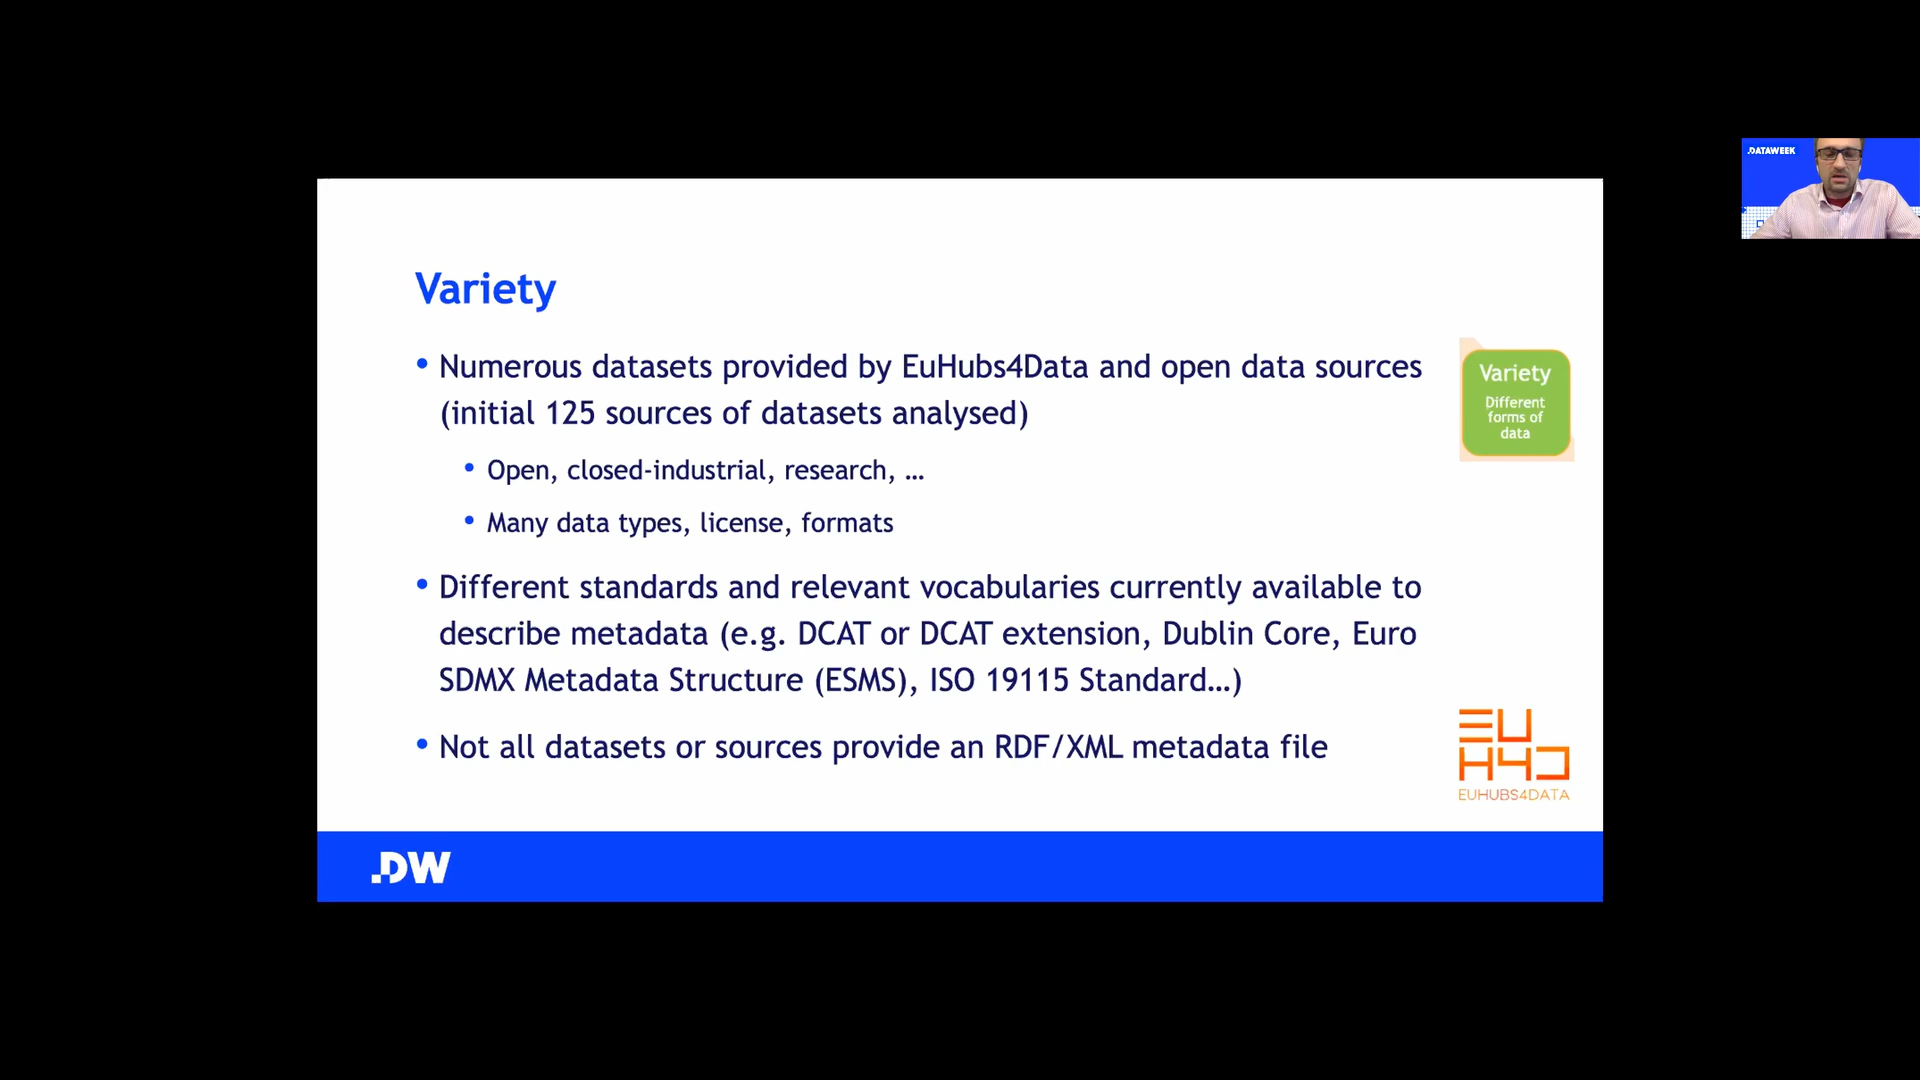 .DATAWEEK
Variety
• Numerous datasets provided by EuHubs4Data and open data sources
(initial 125 sources of datasets analysed)
• Open, closed-industrial, research, …
• Many data types, license, formats
• Different standards and relevant vocabularies currently available to
describe metadata (e.g. DCAT or DCAT extension, Dublin Core, Euro
SDMX Metadata Structure (ESMS), ISO 19115 Standard…)
• Not all datasets or sources provide an RDF/XML metadata file
Variety
Different
forms of
data
EU
H4D
EUHUBS4DATA
.DW